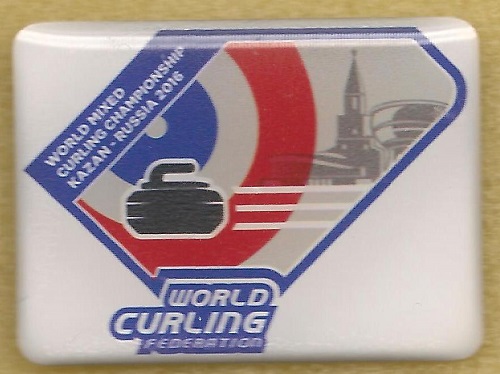 WORLD MIXED
CURLING CHAMPIONSHIP
KAZAN - RUSSIA 2016
WORLD
CURLING
FEDERATION